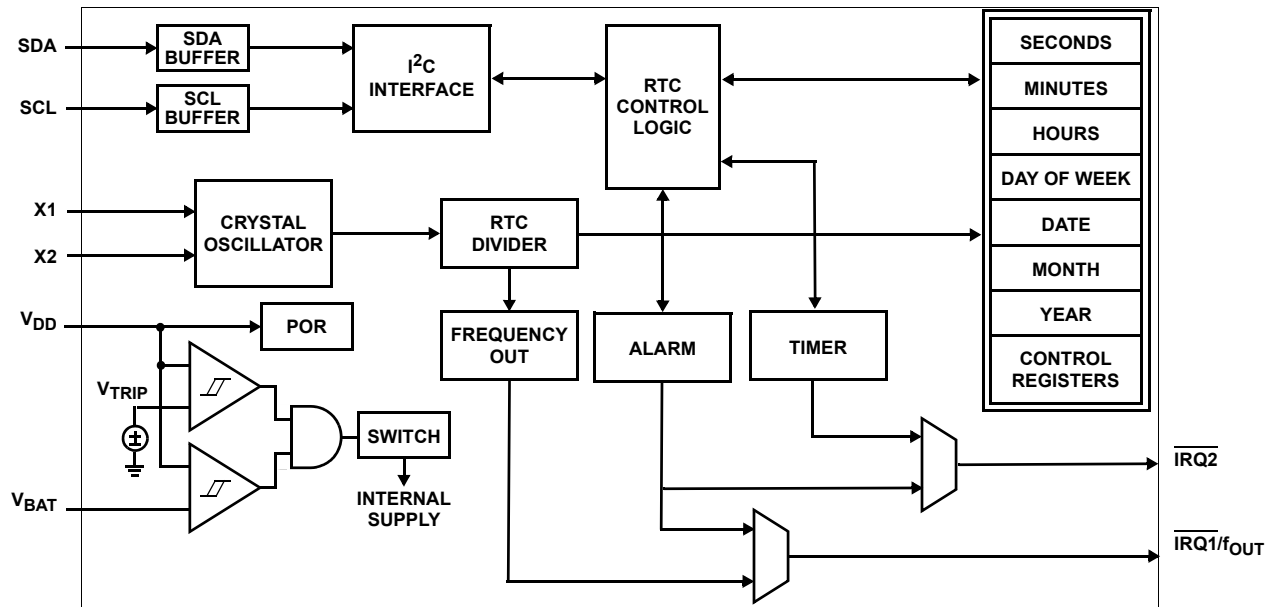 SDA
SDA
BUFFER
SCL
SCL
BUFFER
I²C
INTERFACE
RTC
CONTROL
LOGIC
SECONDS
MINUTES
HOURS
DAY OF WEEK
DATE
MONTH
YEAR
CONTROL
REGISTERS
X1
X2
CRYSTAL
OSCILLATOR
RTC
DIVIDER
VDD
POR
FREQUENCY
OUT
ALARM
TIMER
VTRIP
±
SWITCH
INTERNAL
SUPPLY
VBAT
IRQ2
IRQ1/fOUT